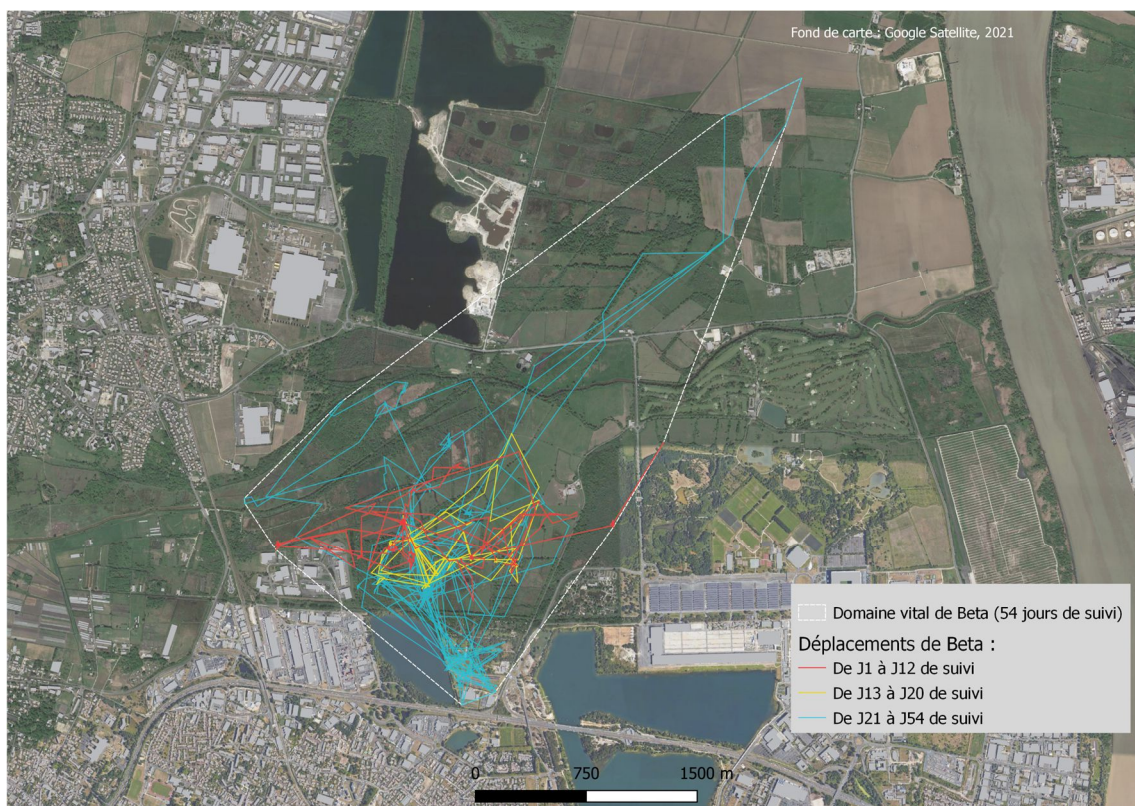 Fond de carte : Google Satellite, 2021
Domaine vital de Beta (54 jours de suivi)
Déplacements de Beta :
De J1 à J12 de suivi
De J13 à J20 de suivi
De J21 à J54 de suivi
0 750 1500 m